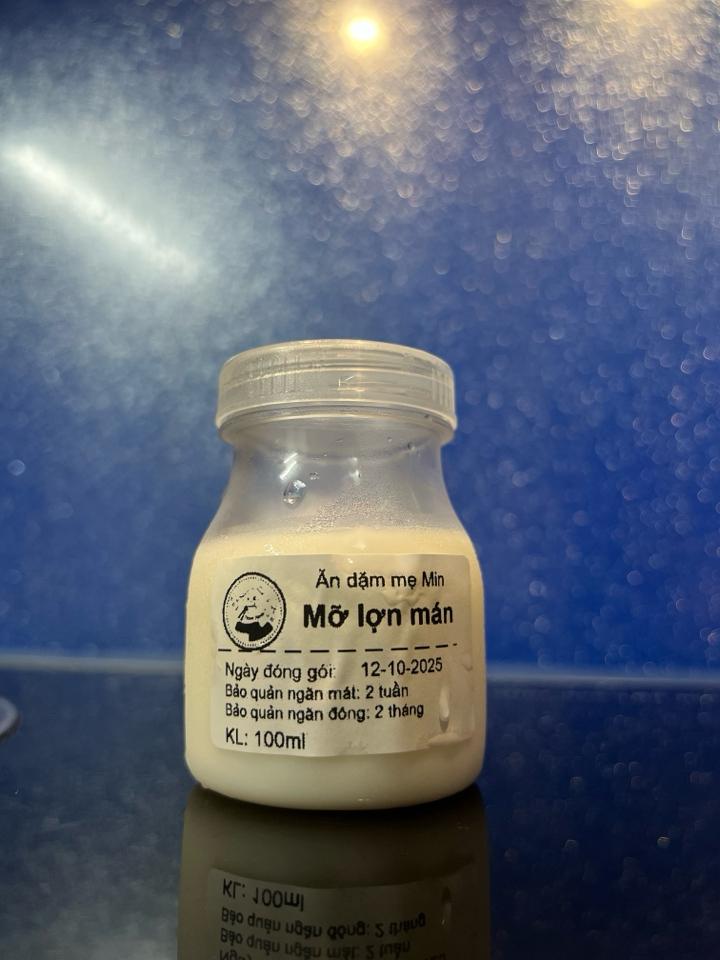 Ăn dặm mẹ Min
Mỡ lợn mán
Ngày đóng gói: 12-10-2025
Bảo quản ngăn mát: 2 tuần
Bảo quản ngăn đông: 2 tháng
KL: 100ml